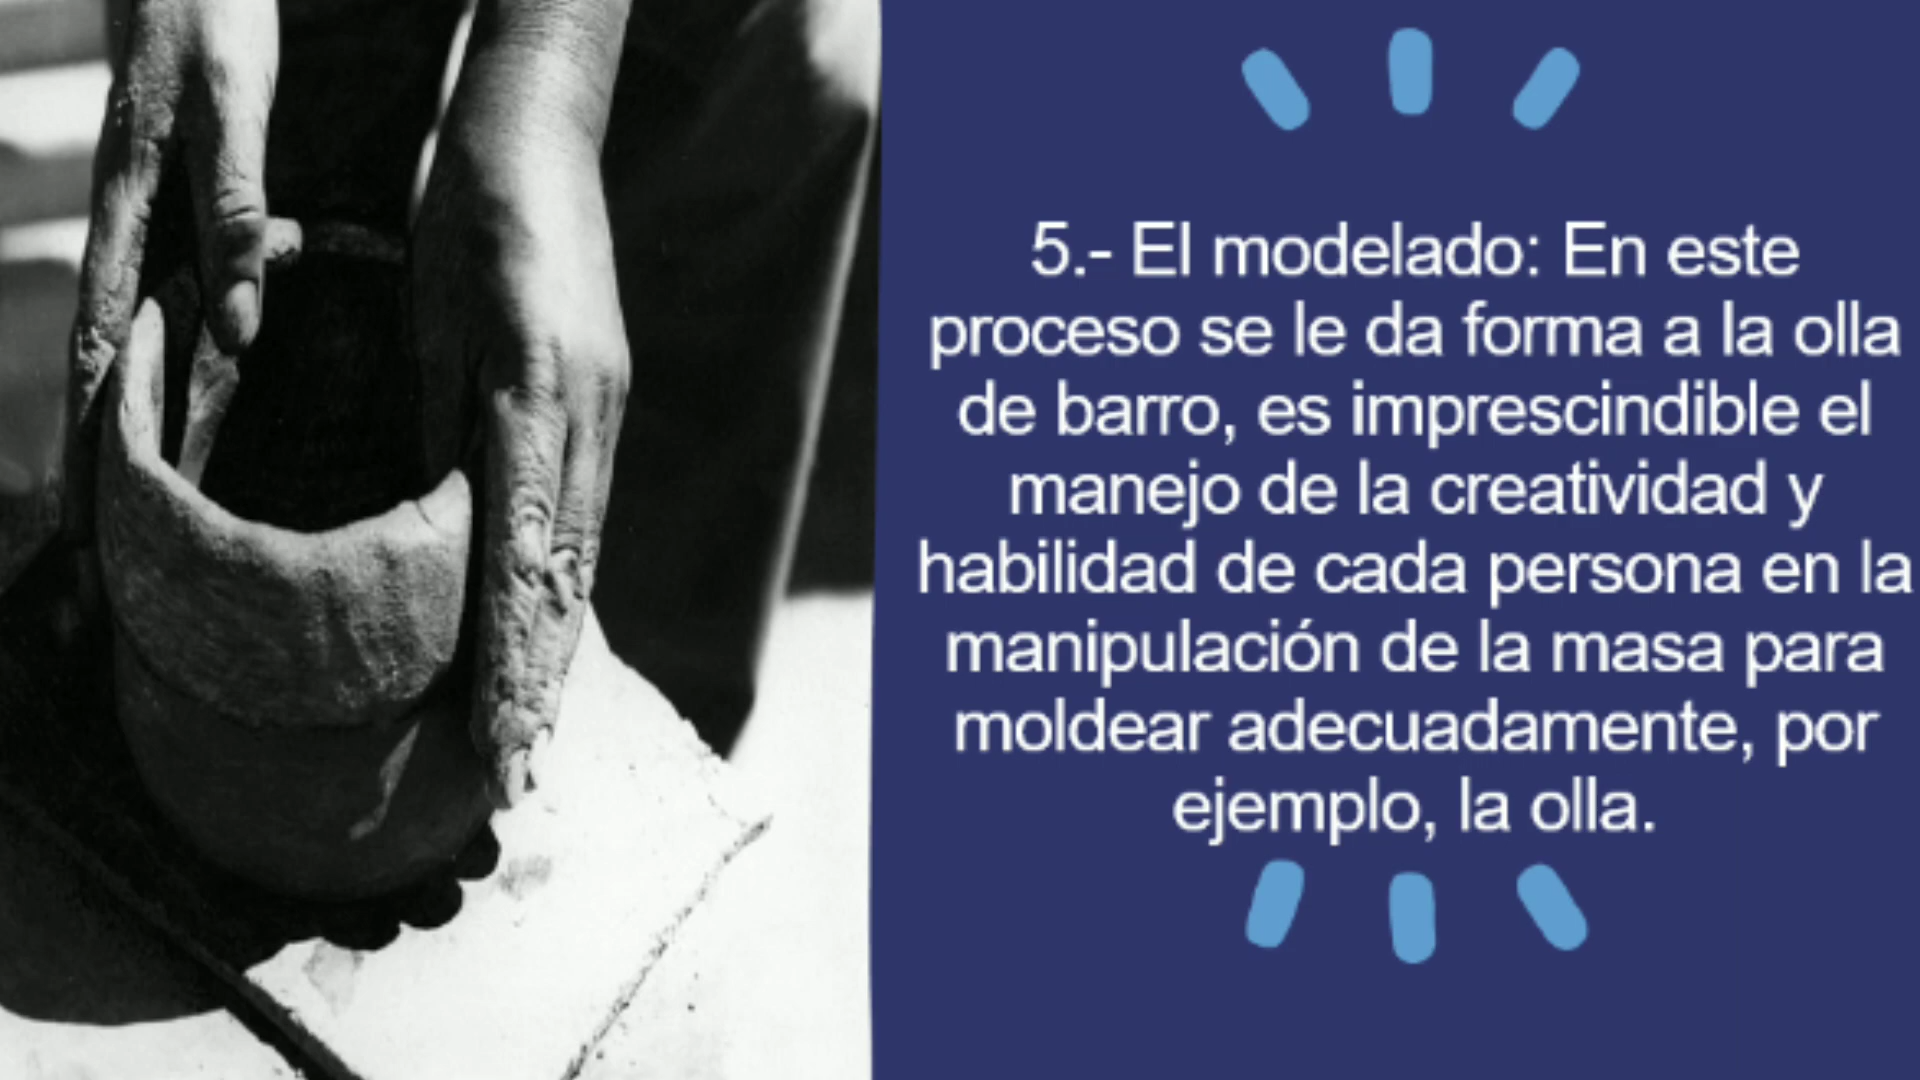 5.- El modelado: En este
proceso se le da forma a la olla
de barro, es imprescindible el
manejo de la creatividad y
habilidad de cada persona en la
manipulación de la masa para
moldear adecuadamente, por
ejemplo, la olla.